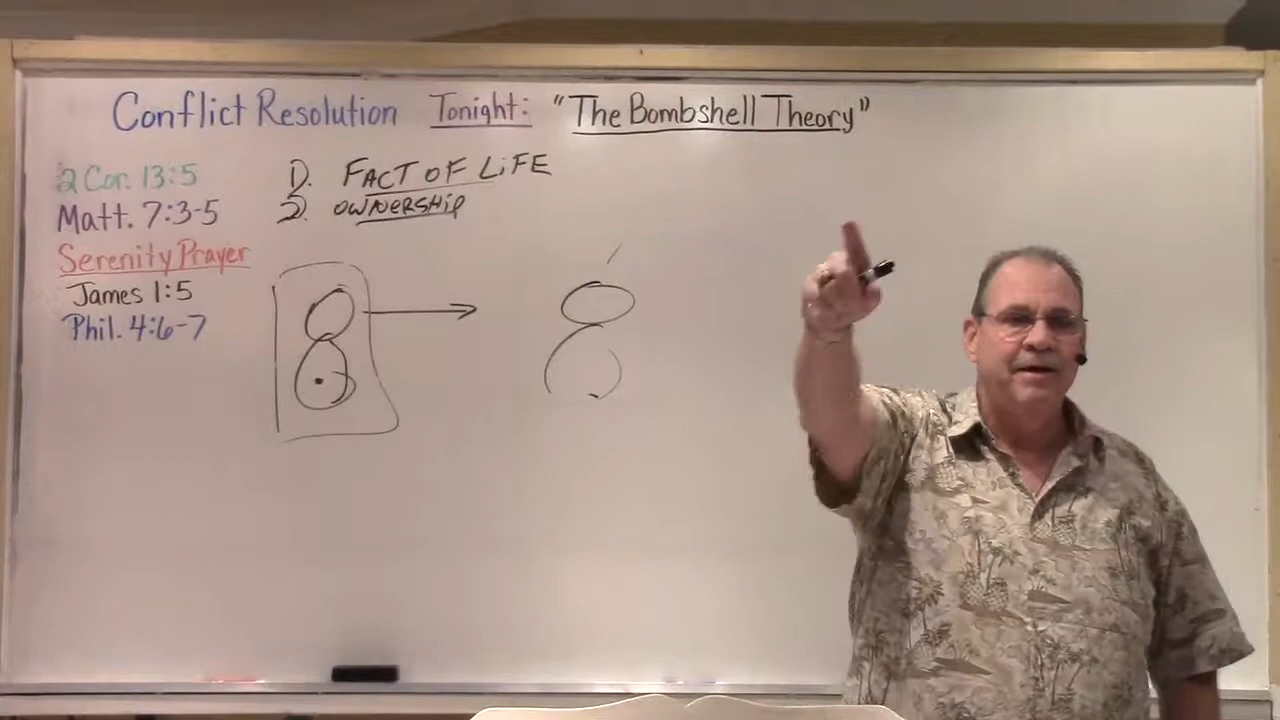 Conflict Resolution Tonight: "The Bombshell Theory"
2 Cor. 13:5
Matt. 7:3-5
Serenity Prayer
James 1:5
Phil. 4:6-7
1). FACT OF LiFE
2). OWNERSHiP